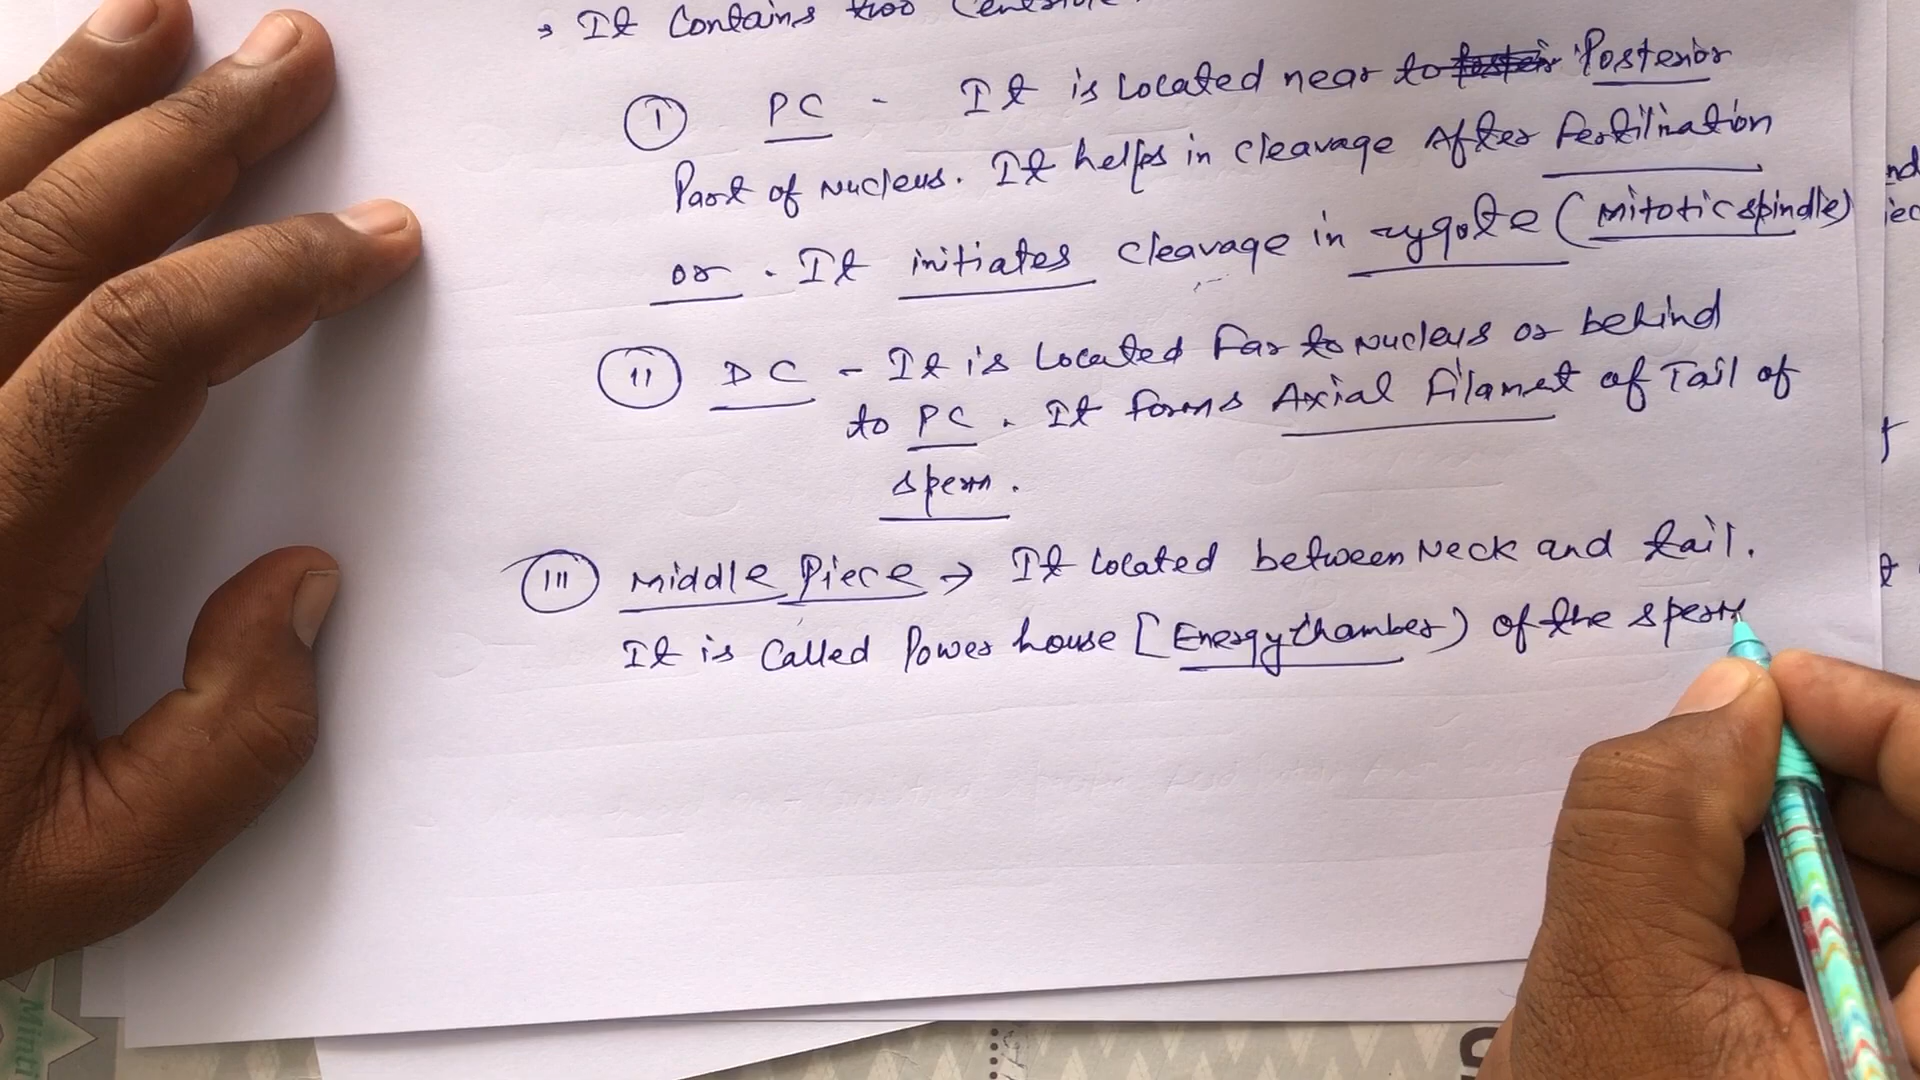 → It contains two
① PC - It is located near Posterior
Part of nucleus. It helps in cleavage After fertilization
or . It initiates cleavage in zygote (mitotic spindle)
ⅱ DC - It is located far to nucleus or behind
to PC . It forms Axial filament of Tail of
sperm .
ⅲ Middle Piece → It located between Neck and tail.
It is called Power house [Energy chamber) of the sperm
Minti